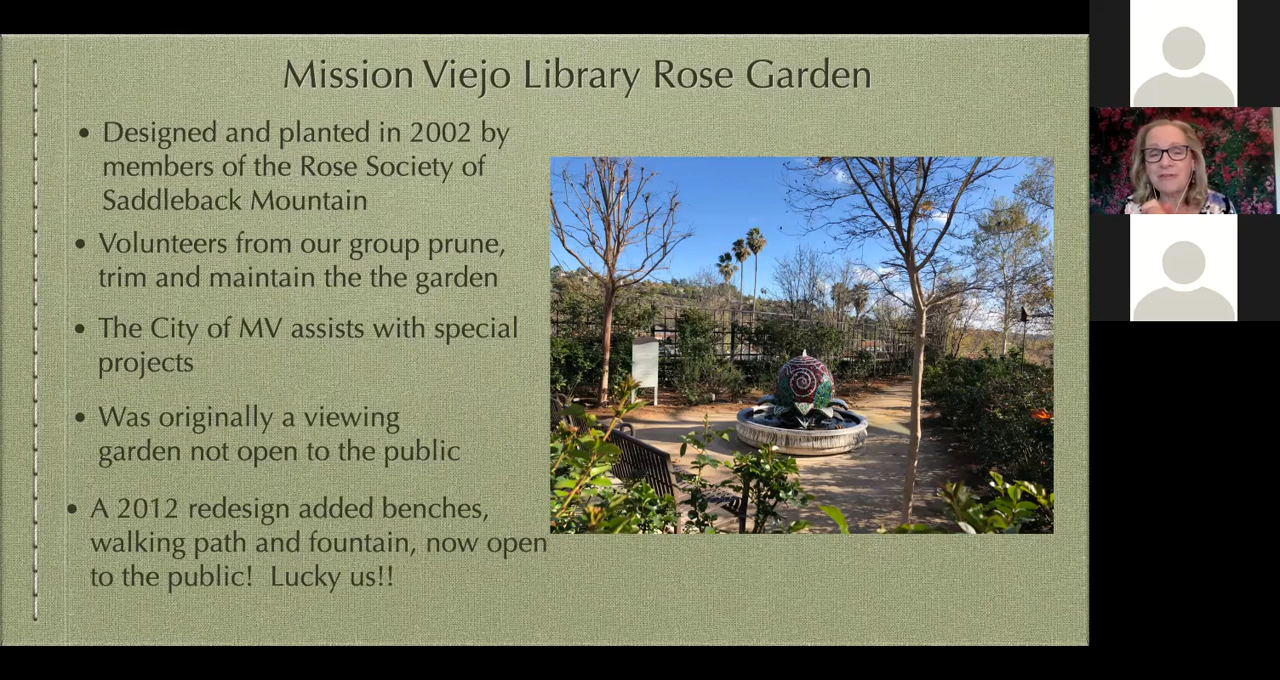 Mission Viejo Library Rose Garden
• Designed and planted in 2002 by
members of the Rose Society of
Saddleback Mountain
• Volunteers from our group prune,
trim and maintain the the garden
• The City of MV assists with special
projects
• Was originally a viewing
garden not open to the public
• A 2012 redesign added benches,
walking path and fountain, now open
to the public!  Lucky us!!